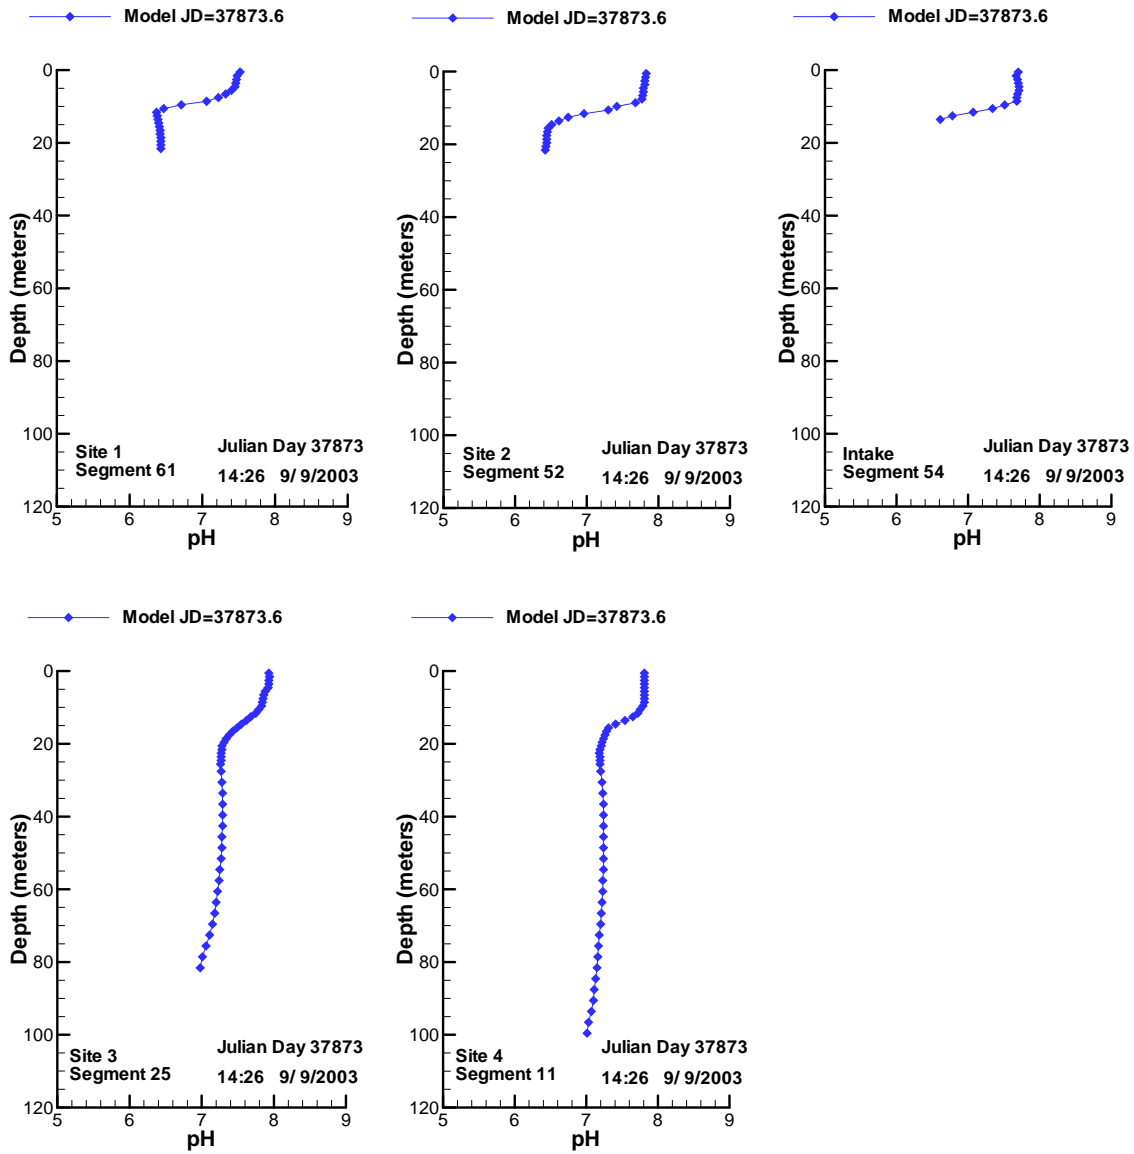 Model JD=37873.6
0
20
40
60
80
100
120
Depth (meters)
Site 1
Segment 61
Julian Day 37873
14:26 9/ 9/2003
5 6 7 8 9
pH
Model JD=37873.6
0
20
40
60
80
100
120
Depth (meters)
Site 2
Segment 52
Julian Day 37873
14:26 9/ 9/2003
5 6 7 8 9
pH
Model JD=37873.6
0
20
40
60
80
100
120
Depth (meters)
Intake
Segment 54
Julian Day 37873
14:26 9/ 9/2003
5 6 7 8 9
pH
Model JD=37873.6
0
20
40
60
80
100
120
Depth (meters)
Site 3
Segment 25
Julian Day 37873
14:26 9/ 9/2003
5 6 7 8 9
pH
Model JD=37873.6
0
20
40
60
80
100
120
Depth (meters)
Site 4
Segment 11
Julian Day 37873
14:26 9/ 9/2003
5 6 7 8 9
pH